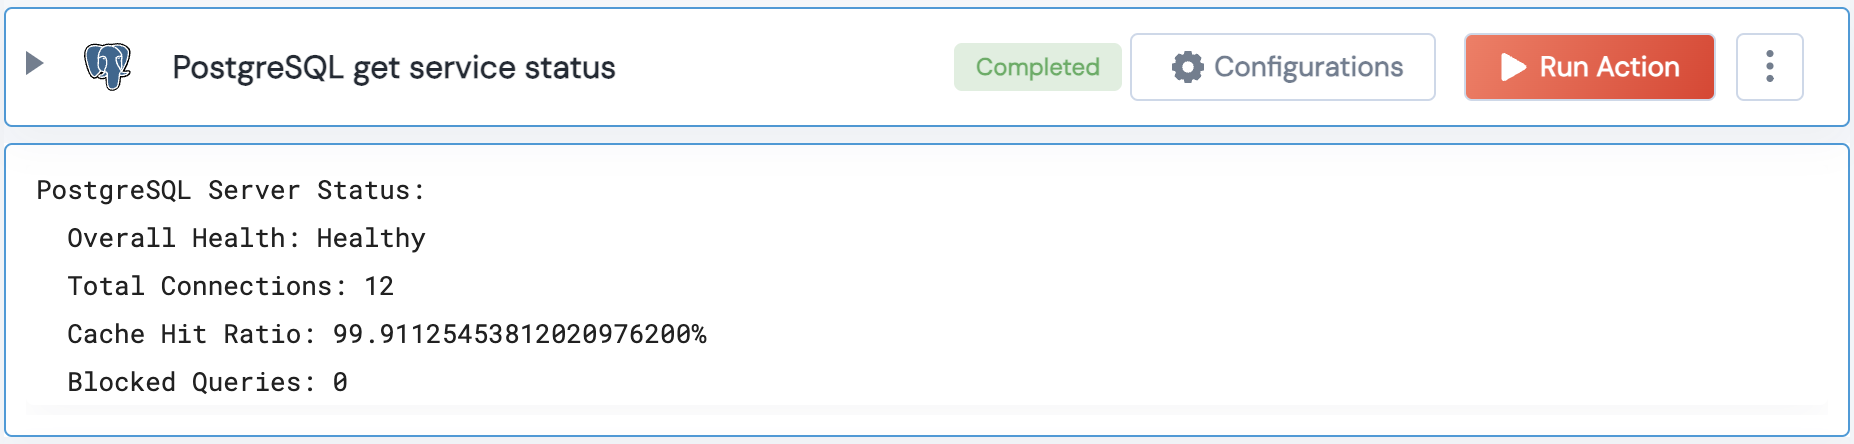 PostgreSQL get service status
Completed
Configurations
Run Action
PostgreSQL Server Status:
Overall Health: Healthy
Total Connections: 12
Cache Hit Ratio: 99.91125453812020976200%
Blocked Queries: 0